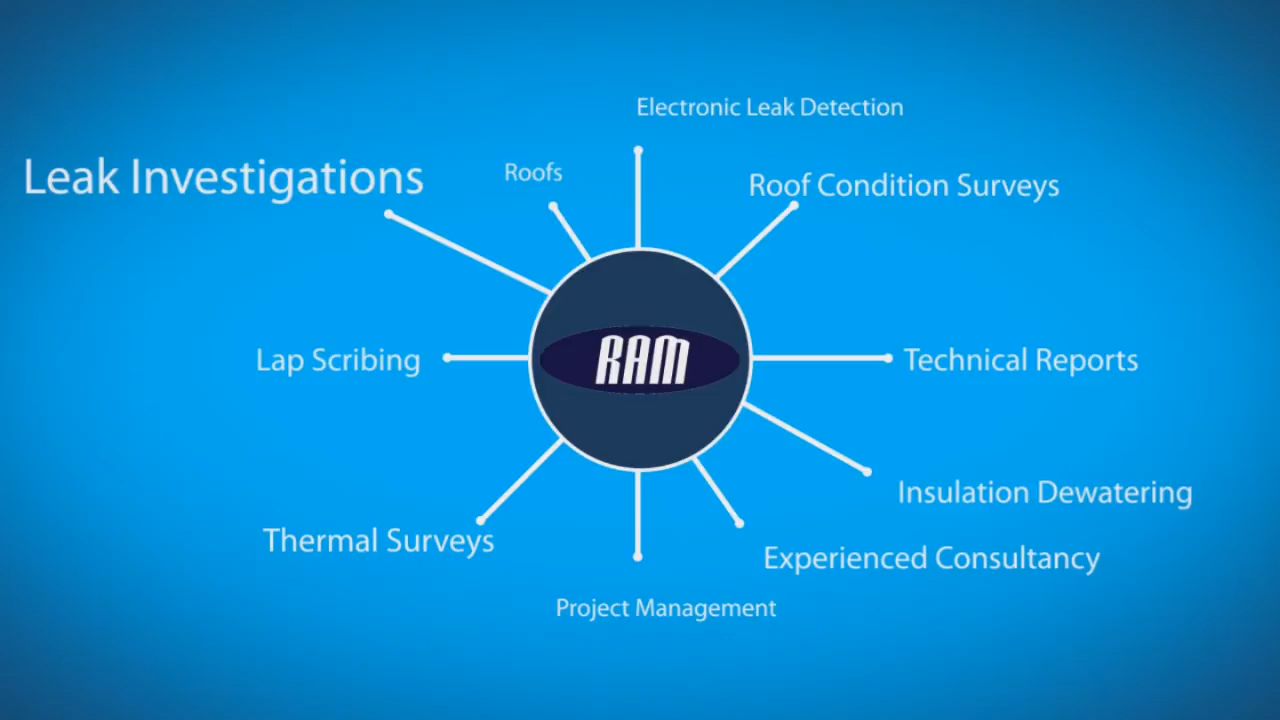 Electronic Leak Detection
Leak Investigations
Roofs
Roof Condition Surveys
RAM
Lap Scribing
Technical Reports
Insulation Dewatering
Thermal Surveys
Experienced Consultancy
Project Management